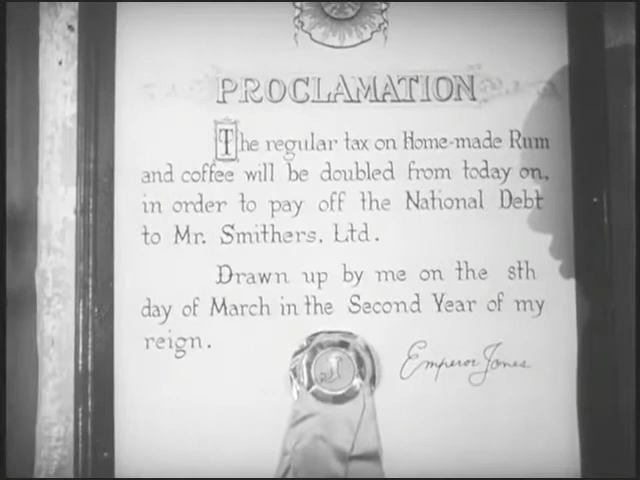 PROCLAMATION
The regular tax on Home-made Rum
and coffee will be doubled from today on,
in order to pay off the National Debt
to Mr. Smithers, Ltd.
Drawn up by me on the 8th
day of March in the Second Year of my
reign.
Emperor Jones